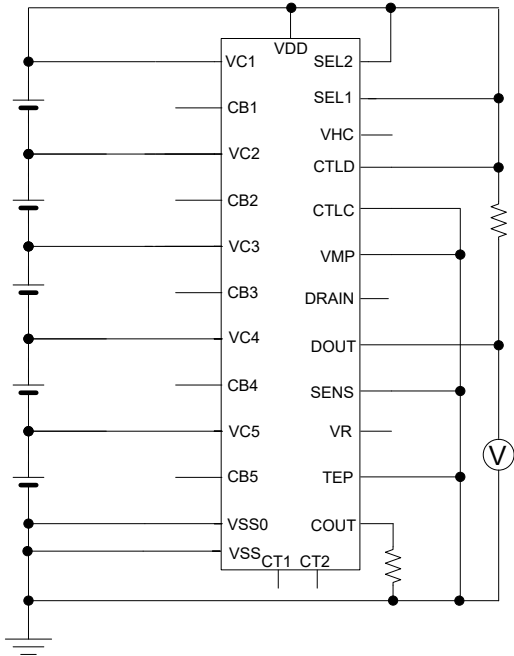 VDD
VC1
SEL2
SEL1
CB1
VHC
VC2
CTLD
CB2
CTLC
VC3
VMP
CB3
DRAIN
VC4
DOUT
CB4
SENS
VC5
VR
V
CB5
TEP
VSS0
COUT
VSS
CT1 CT2